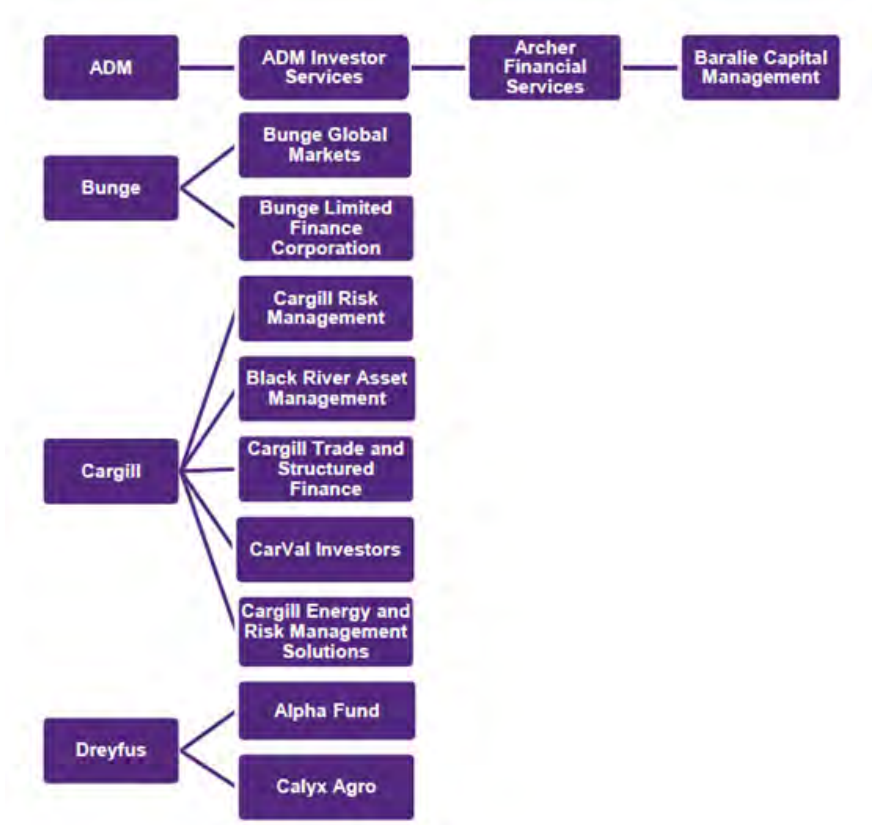 ADM
ADM Investor
Services
Archer
Financial
Services
Baralie Capital
Management
Bunge
Bunge Global
Markets
Bunge Limited
Finance
Corporation
Cargill
Cargill Risk
Management
Black River Asset
Management
Cargill Trade and
Structured
Finance
CarVal Investors
Cargill Energy and
Risk Management
Solutions
Dreyfus
Alpha Fund
Calyx Agro